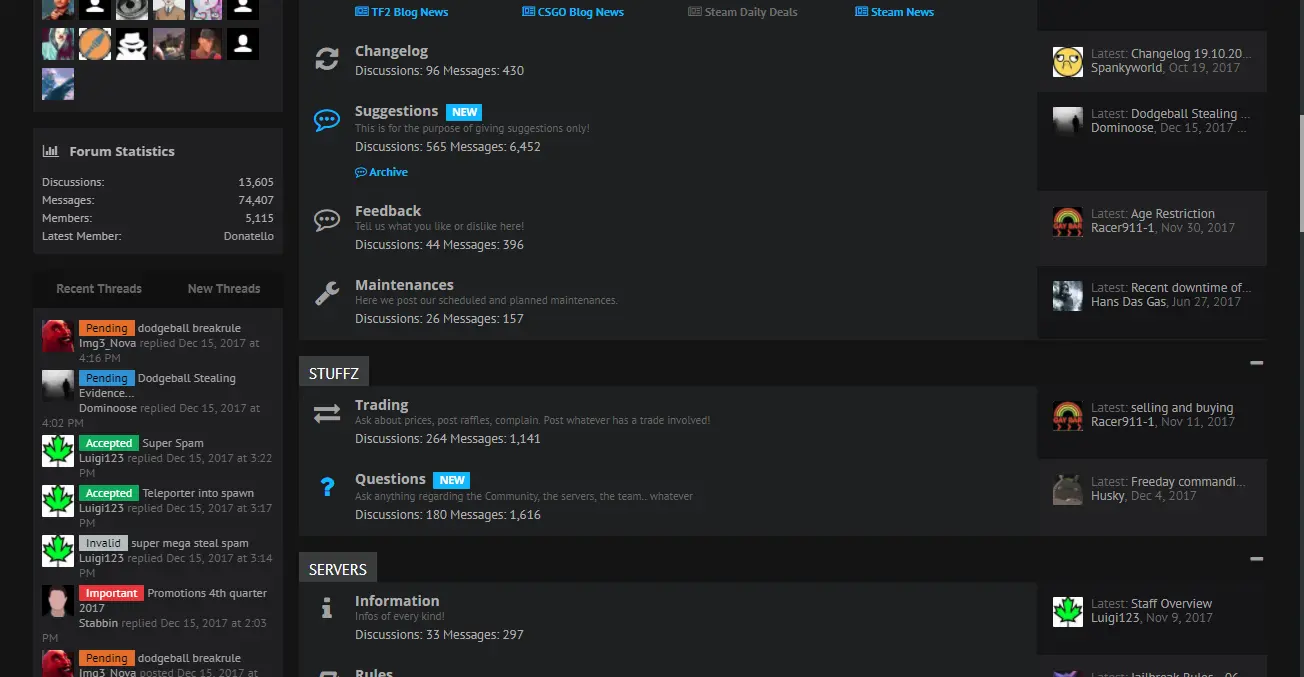 TF2 Blog News
CSGO Blog News
Steam Daily Deals
Steam News
Changelog
Discussions: 96 Messages: 430
Latest: Changelog 19.10.20...
Spankyworld, Oct 19, 2017
Suggestions NEW
This is for the purpose of giving suggestions only!
Discussions: 565 Messages: 6,452
Archive
Latest: Dodgeball Stealing ...
Dominoose, Dec 15, 2017 ...
Feedback
Tell us what you like or dislike here!
Discussions: 44 Messages: 396
Latest: Age Restriction
Racer911-1, Nov 30, 2017
Maintenances
Here we post our scheduled and planned maintenances.
Discussions: 26 Messages: 157
Latest: Recent downtime of...
Hans Das Gas, Jun 27, 2017
STUFFZ
Trading
Ask about prices, post raffles, complain. Post whatever has a trade involved!
Discussions: 264 Messages: 1,141
GAY BAR
Latest: selling and buying
Racer911-1, Nov 11, 2017
Questions NEW
Ask anything regarding the Community, the servers, the team.. whatever
Discussions: 180 Messages: 1,616
Latest: Freeday commandi...
Husky, Dec 4, 2017
SERVERS
Information
Infos of every kind!
Discussions: 33 Messages: 297
Latest: Staff Overview
Luigi123, Nov 9, 2017
Rules
Latest: Jailbreak Rules - 06
Forum Statistics
Discussions: 13,605
Messages: 74,407
Members: 5,115
Latest Member: Donatello
Recent Threads
New Threads
Pending dodgeball breakrule
Img3_Nova replied Dec 15, 2017 at
4:16 PM
Pending Dodgeball Stealing
Evidence...
Dominoose replied Dec 15, 2017 at
4:02 PM
Accepted Super Spam
Luigi123 replied Dec 15, 2017 at 3:22
PM
Accepted Teleporter into spawn
Luigi123 replied Dec 15, 2017 at 3:17
PM
Invalid super mega steal spam
Luigi123 replied Dec 15, 2017 at 3:14
PM
Important Promotions 4th quarter
2017
Stabbin replied Dec 15, 2017 at 2:03
PM
Pending dodgeball breakrule
Img3_Nova posted Dec 15, 2017 at